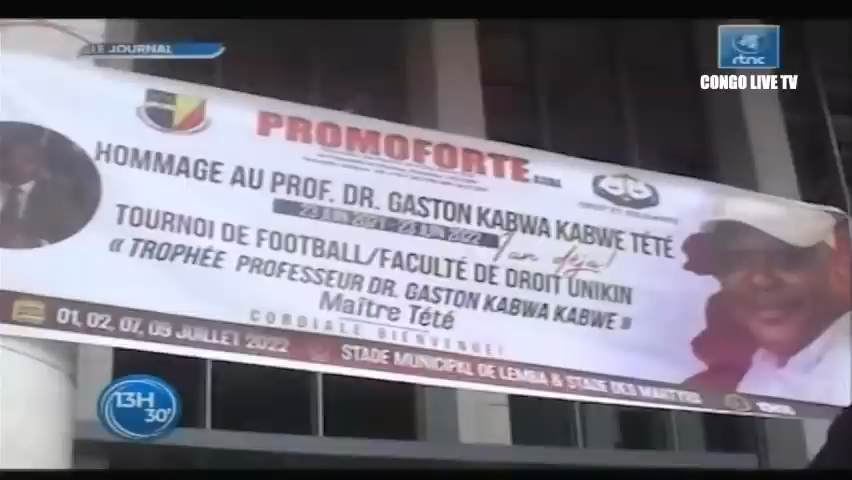 LE JOURNAL
rtnc
CONGO LIVE TV
PROMOFORTE
HOMMAGE AU PROF. DR. GASTON KABWA KABWE TÉTÉ
23 JUIN 2021 - 23 JUIN 2022
1 an déjà!
TOURNOI DE FOOTBALL/FACULTÉ DE DROIT UNIKIN
« TROPHÉE PROFESSEUR DR. GASTON KABWA KABWE »
Maître Tété
CORDIALE BIENVENUE!
01, 02, 07, 09 JUILLET 2022
STADE MUNICIPAL DE LEMBA & STADE DES MARTYRS
13H
30'